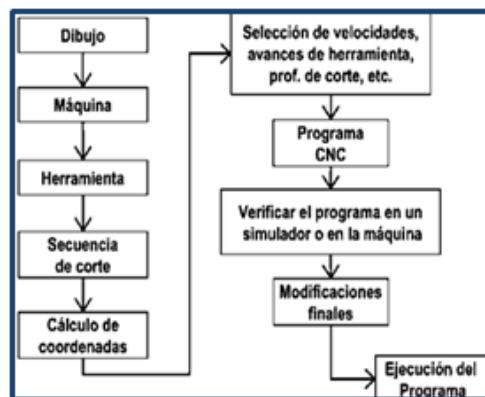 Dibujo
Máquina
Herramienta
Secuencia
de corte
Cálculo de
coordenadas
Selección de velocidades,
avances de herramienta,
prof. de corte, etc.
Programa
CNC
Verificar el programa en un
simulador o en la máquina
Modificaciones
finales
Ejecución del
Programa